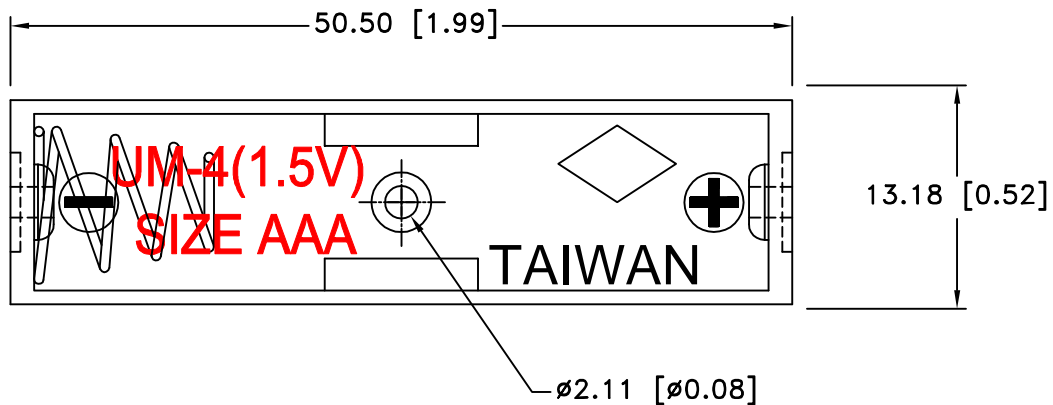 50.50 [1.99]
UM-4(1.5V)
SIZE AAA
13.18 [0.52]
TAIWAN
ø2.11 [ø0.08]